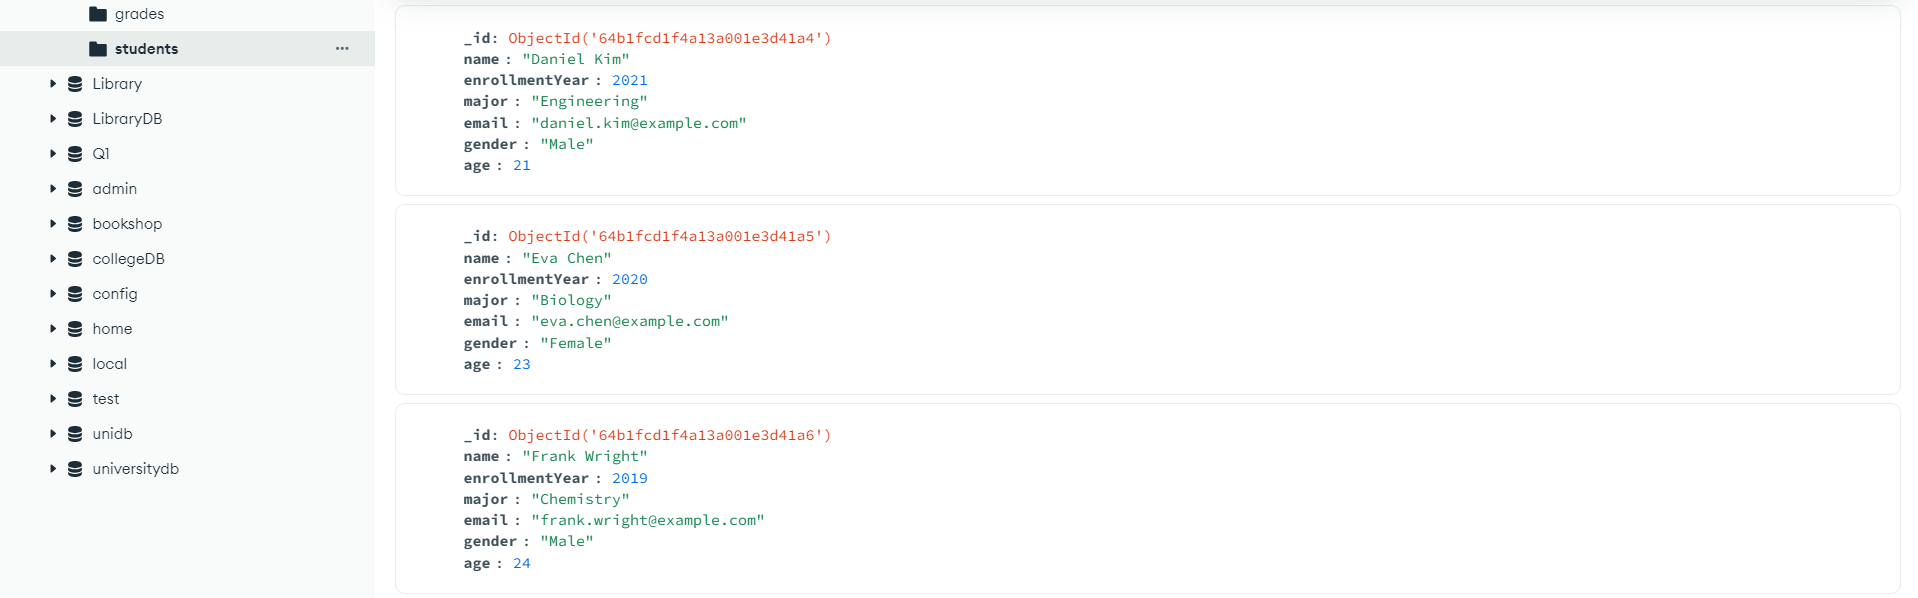 grades
students
Library
LibraryDB
Q1
admin
bookshop
collegeDB
config
home
local
test
unidb
universitydb
_id: ObjectId('64b1fcd1f4a13a001e3d41a4')
name : "Daniel Kim"
enrollmentYear : 2021
major : "Engineering"
email : "daniel.kim@example.com"
gender : "Male"
age : 21
_id: ObjectId('64b1fcd1f4a13a001e3d41a5')
name : "Eva Chen"
enrollmentYear : 2020
major : "Biology"
email : "eva.chen@example.com"
gender : "Female"
age : 23
_id: ObjectId('64b1fcd1f4a13a001e3d41a6')
name : "Frank Wright"
enrollmentYear : 2019
major : "Chemistry"
email : "frank.wright@example.com"
gender : "Male"
age : 24